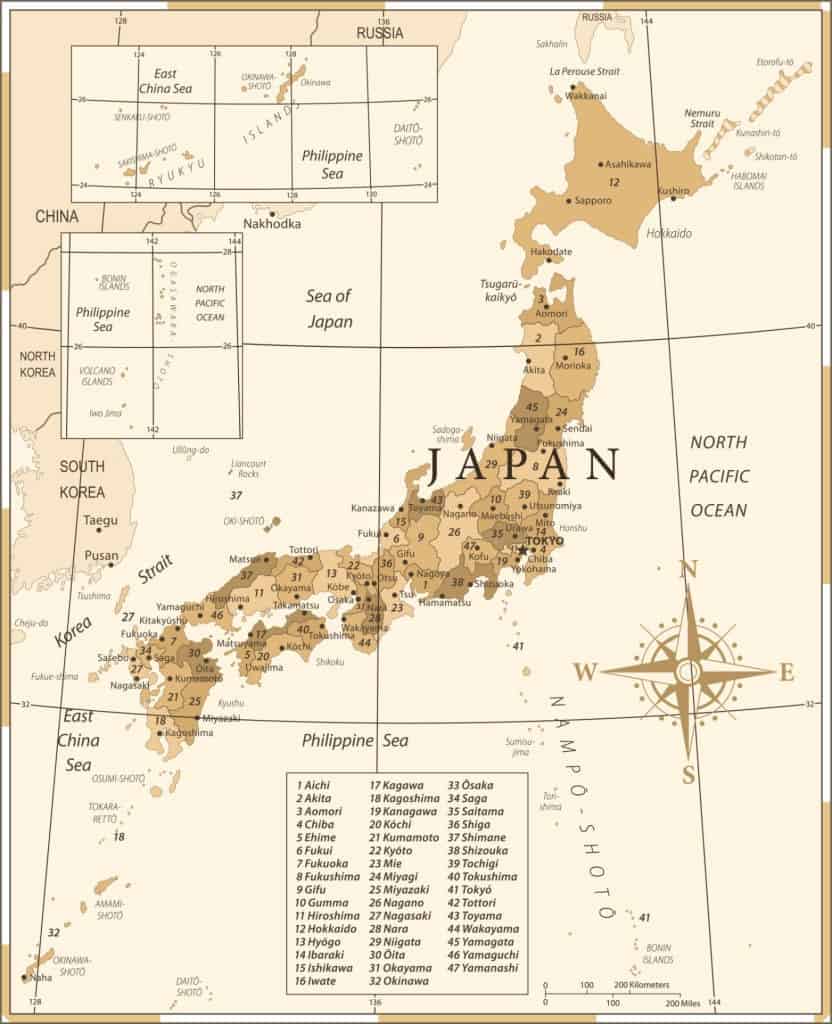 128
136
RUSSIA
RUSSIA
144
Sakhalin
La Perouse Strait
Wakkanai
Etorofu-tō
Nemuru
Strait
Kunashiri-tō
Shikotan-tō
HABOMAI
ISLANDS
124
126
128
East
China Sea
OKINAWA-
SHOTŌ
Okinawa
26
26
SENKAKU-SHOTŌ
ISLANDS
DAITŌ-
SHOTŌ
SAKISHIMA-SHOTŌ
RYUKYU
Philippine
Sea
24
24
124
126
128
130
Asahikawa
12
Kushiro
Sapporo
CHINA
Nakhodka
Hokkaido
Hakodate
142
144
28
28
BONIN
ISLANDS
NORTH
PACIFIC
OCEAN
Philippine
Sea
26
26
VOLCANO
ISLANDS
Iwo Jima
142
Sea of
Japan
Tsugarū-
kaikyō
3
Aomori
40
40
2
16
Akita
Morioka
NORTH
KOREA
45
24
Yamagata
Sendai
Sadoga-
shima
Niigata
Fukushima
JAPAN
NORTH
PACIFIC
OCEAN
Ullŭng-do
SOUTH
KOREA
Liancourt
Rocks
37
29
8
Iwaki
Kanazawa
Toyama
43
10
39
Utsunomiya
Nagano
Maebashi
Mito
Honshu
Taegu
OKI-SHOTŌ
15
Fukui
6
9
26
35
Urawa
14
TOKYO
Pusan
Strait
Tottori
Matsue
42
22
36
Gifu
47
Kofu
4
Chiba
19
Yokohama
37
31
13
Kyōto
Otsu
Nagoya
Okayama
Kōbe
1
38
Shizuoka
Tsushima
Hiroshima
11
Osaka
Nara
Tsu
Hamamatsu
Yamaguchi
46
Takamatsu
23
27
Kitakyūshū
28
Cheju-do
Korea
Fukuoka
7
17
40
Tokushima
Wakayama
44
Matsuyama
Kōchi
34
Saga
30
5
20
Shikoku
41
Sasebo
27
Oita
Uwajima
Fukue-shima
Kumamoto
Nagasaki
W
N
E
S
21
25
Kyushu
32
32
18
Miyazaki
Kagoshima
East
China
Sea
Philippine Sea
NAMPŌ-SHOTŌ
Sumisu-
jima
OSUMI-SHOTŌ
Tori-
shima
TOKARA-
RETTŌ
18
AMAMI-
SHOTŌ
32
OKINAWA-
SHOTŌ
Naha
DAITŌ-
SHOTŌ
1 Aichi
2 Akita
3 Aomori
4 Chiba
5 Ehime
6 Fukui
7 Fukuoka
8 Fukushima
9 Gifu
10 Gumma
11 Hiroshima
12 Hokkaido
13 Hyōgo
14 Ibaraki
15 Ishikawa
16 Iwate
17 Kagawa
18 Kagoshima
19 Kanagawa
20 Kōchi
21 Kumamoto
22 Kyōto
23 Mie
24 Miyagi
25 Miyazaki
26 Nagano
27 Nagasaki
28 Nara
29 Niigata
30 Ōita
31 Okayama
32 Okinawa
33 Ōsaka
34 Saga
35 Saitama
36 Shiga
37 Shimane
38 Shizouka
39 Tochigi
40 Tokushima
41 Tokyō
42 Tottori
43 Toyama
44 Wakayama
45 Yamagata
46 Yamaguchi
47 Yamanashi
41
BONIN
ISLANDS
0 100 200 Kilometers
0 100 200 Miles
128
136
144